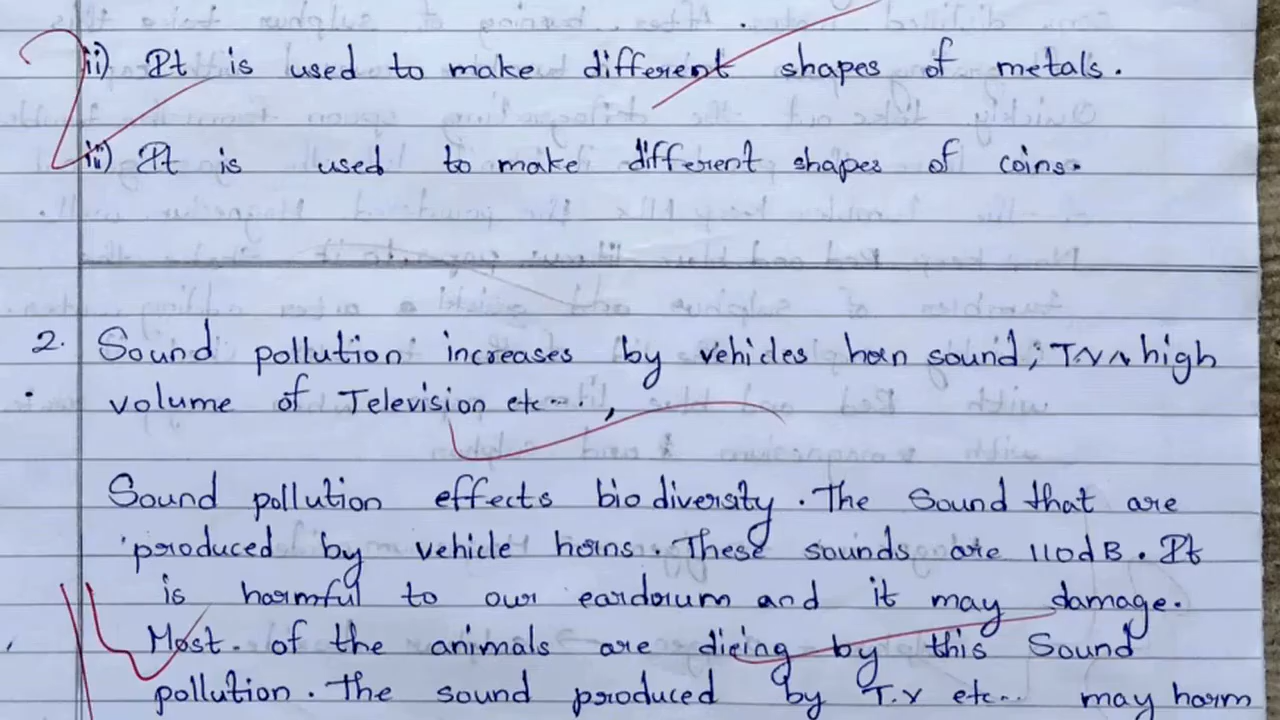 ii) It is used to make different shapes of metals.
iii) It is used to make different shapes of coins.
2. Sound pollution increases by vehicles horn sound; high
volume of Television etc...,
Sound pollution effects biodiversity. The Sound that are
produced by vehicle horns. These sounds are 110dB. It
is harmful to our eardorum and it may damage.
Most. of the animals are dieing by this Sound
pollution. The sound produced by T.V etc... may harm